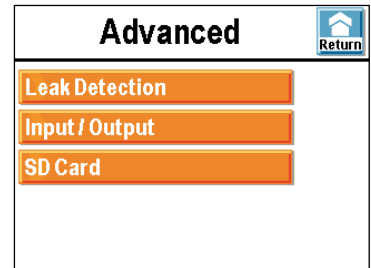 Advanced
Return
Leak Detection
Input / Output
SD Card